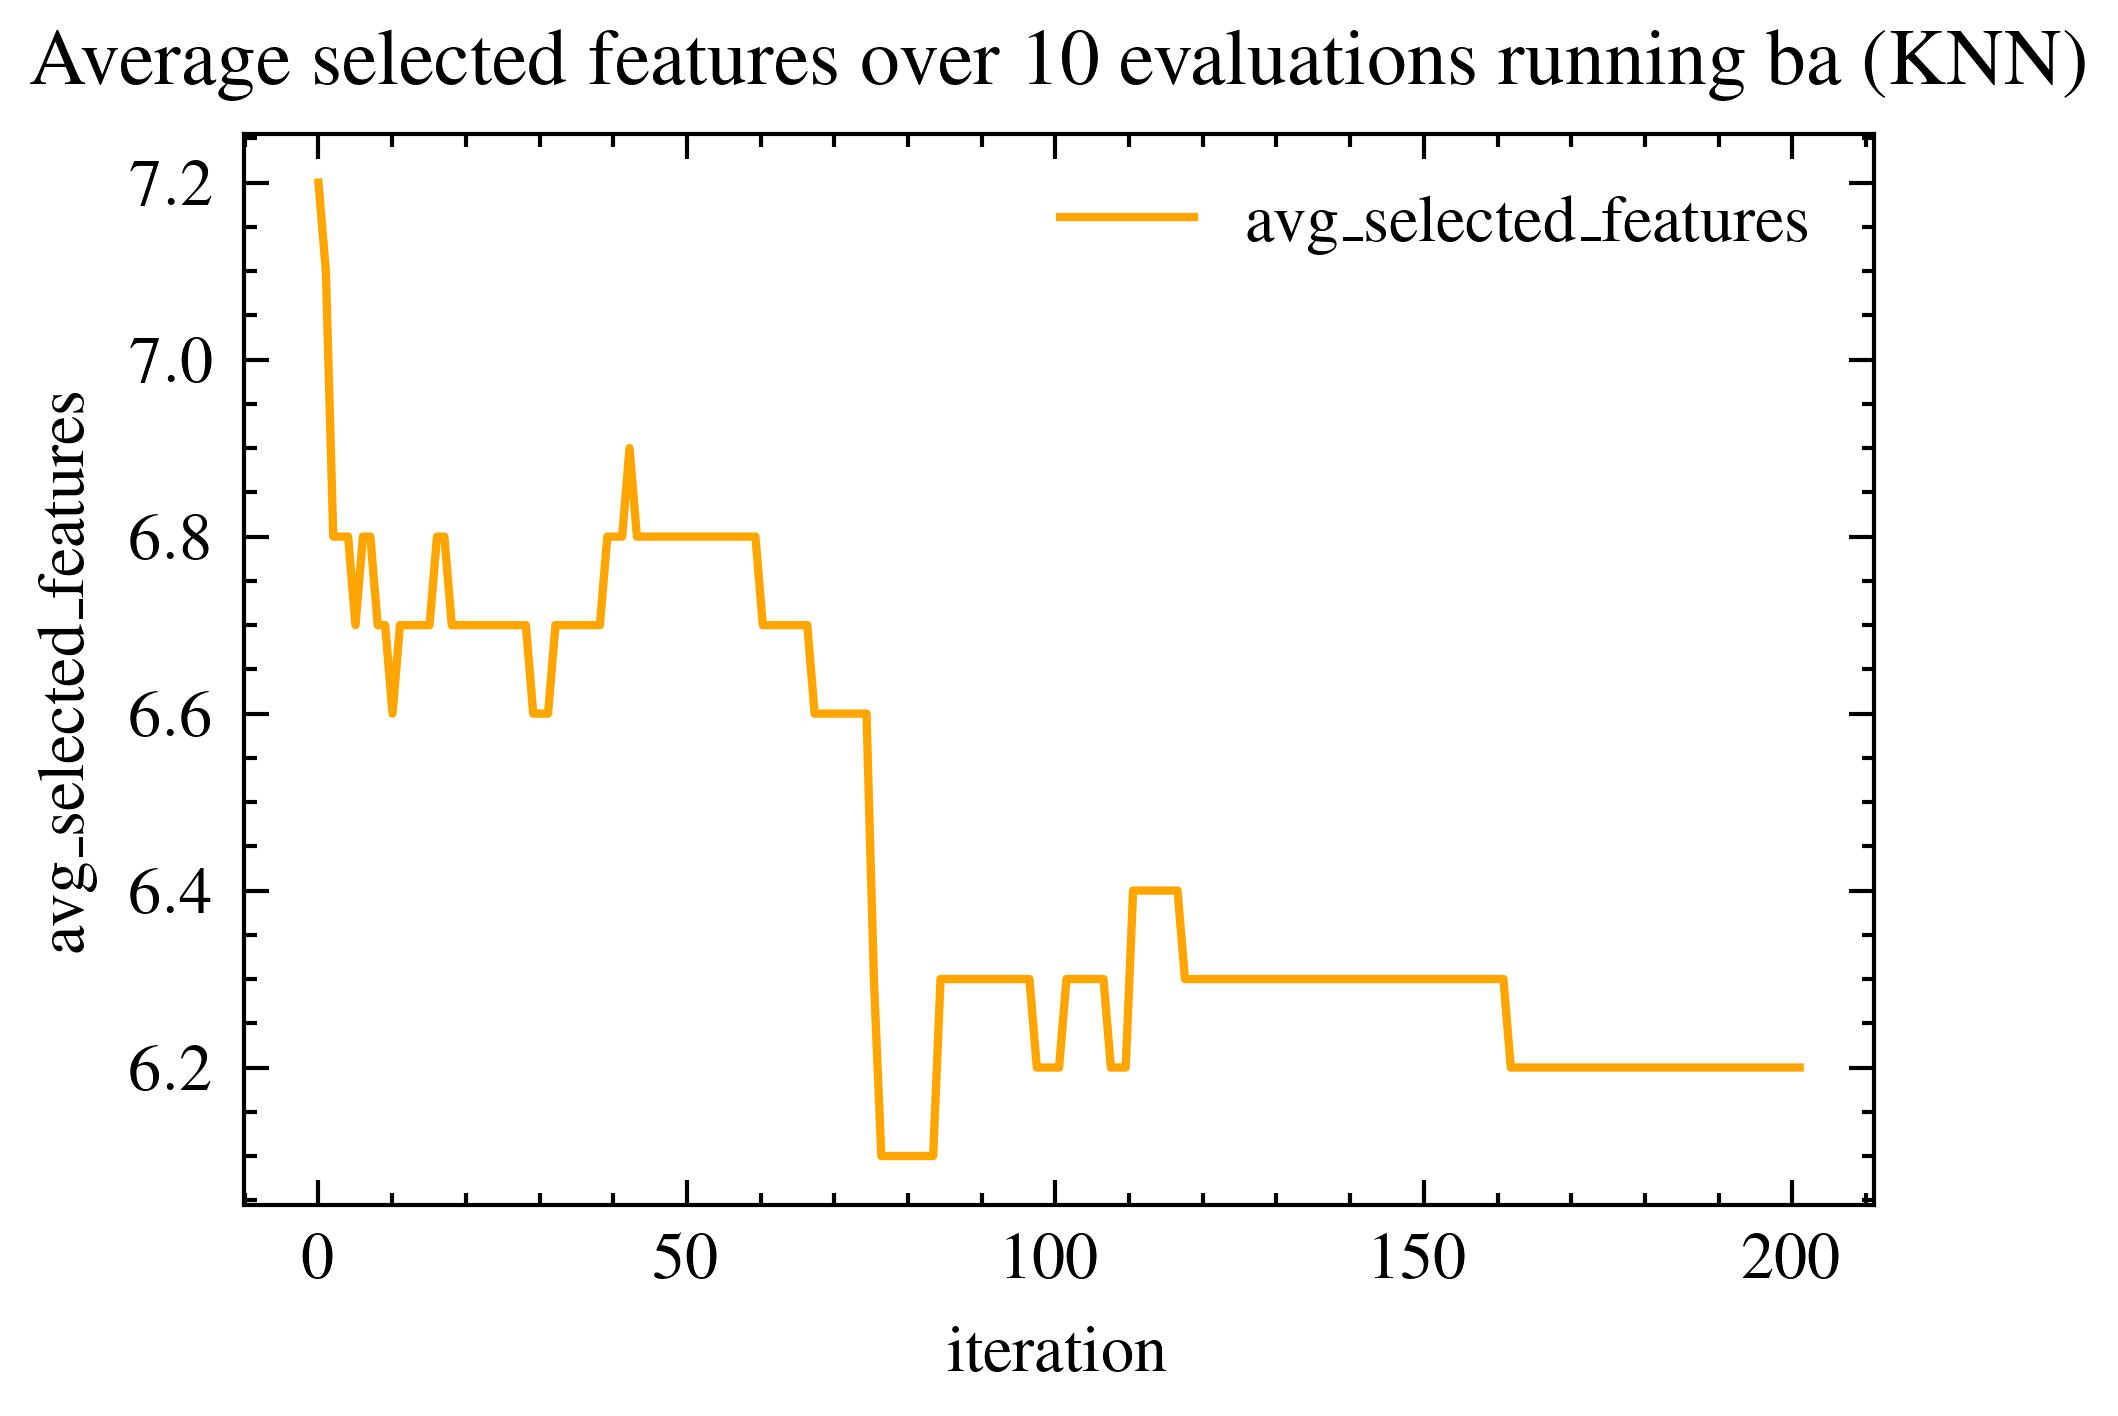 Average selected features over 10 evaluations running ba (KNN)
avg_selected_features
7.2
7.0
6.8
6.6
6.4
6.2
avg_selected_features
0 50 100 150 200
iteration